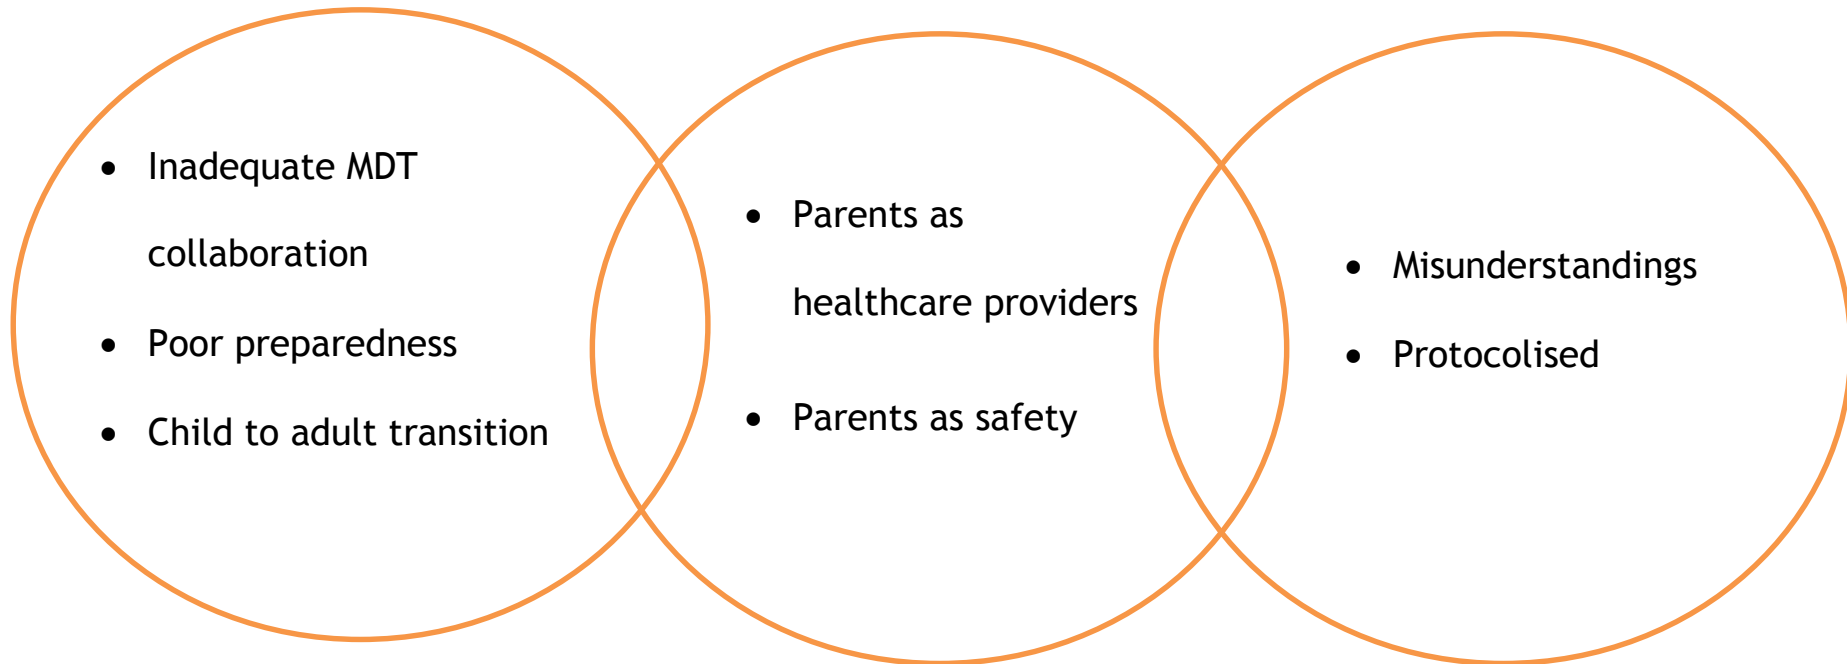 • Inadequate MDT
collaboration
• Poor preparedness
• Child to adult transition
• Parents as
healthcare providers
• Parents as safety
• Misunderstandings
• Protocolised